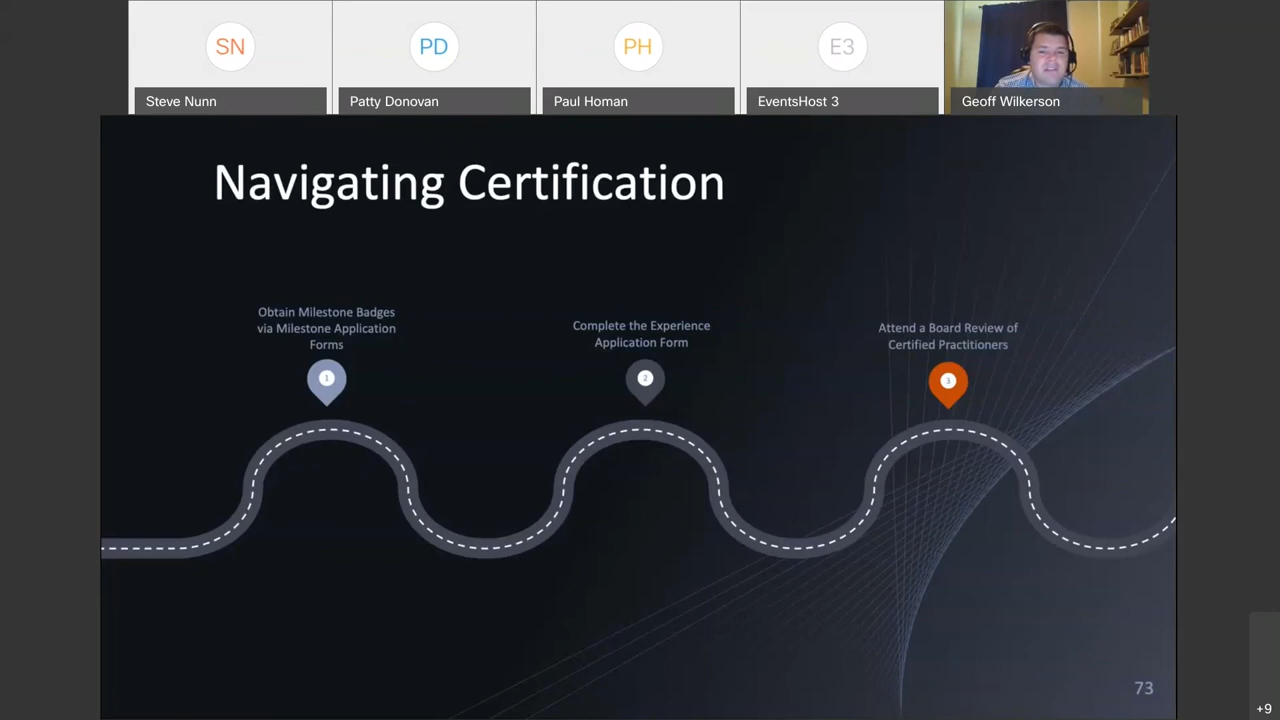 SN
PD
PH
E3
Steve Nunn
Patty Donovan
Paul Homan
EventsHost 3
Geoff Wilkerson
Navigating Certification
Obtain Milestone Badges
via Milestone Application
Forms
1
Complete the Experience
Application Form
2
Attend a Board Review of
Certified Practitioners
3
73
+9